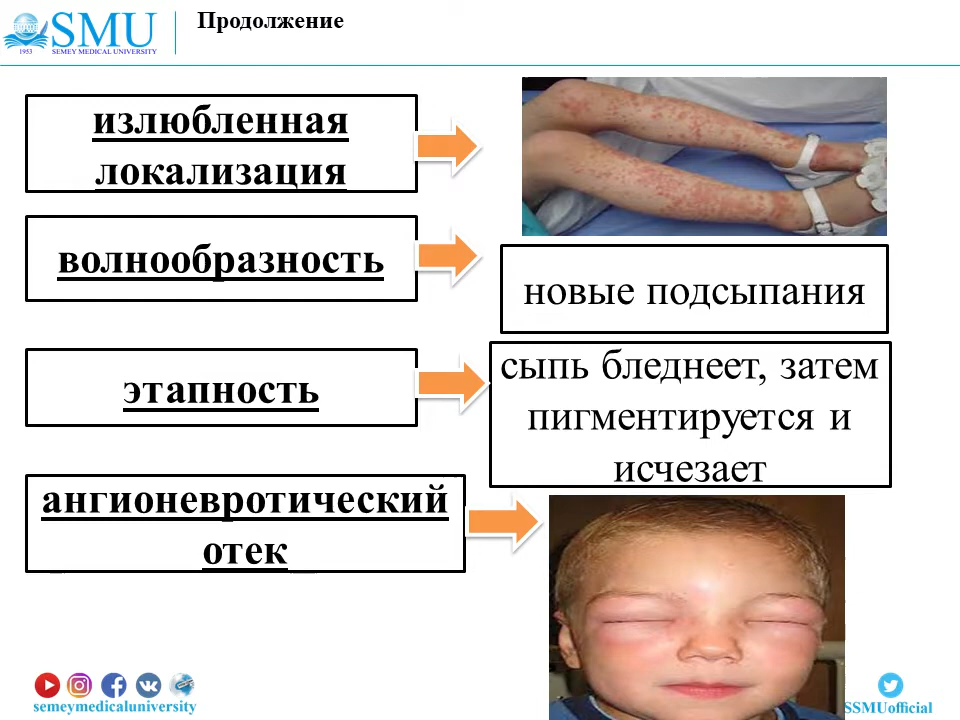 SMU
1953
SEMEY MEDICAL UNIVERSITY
Продолжение
излюбленная
локализация
волнообразность
новые подсыпания
этапность
сыпь бледнеет, затем
пигментируется и
исчезает
ангионевротический
отек
semeymedicaluniversity
SSMUofficial